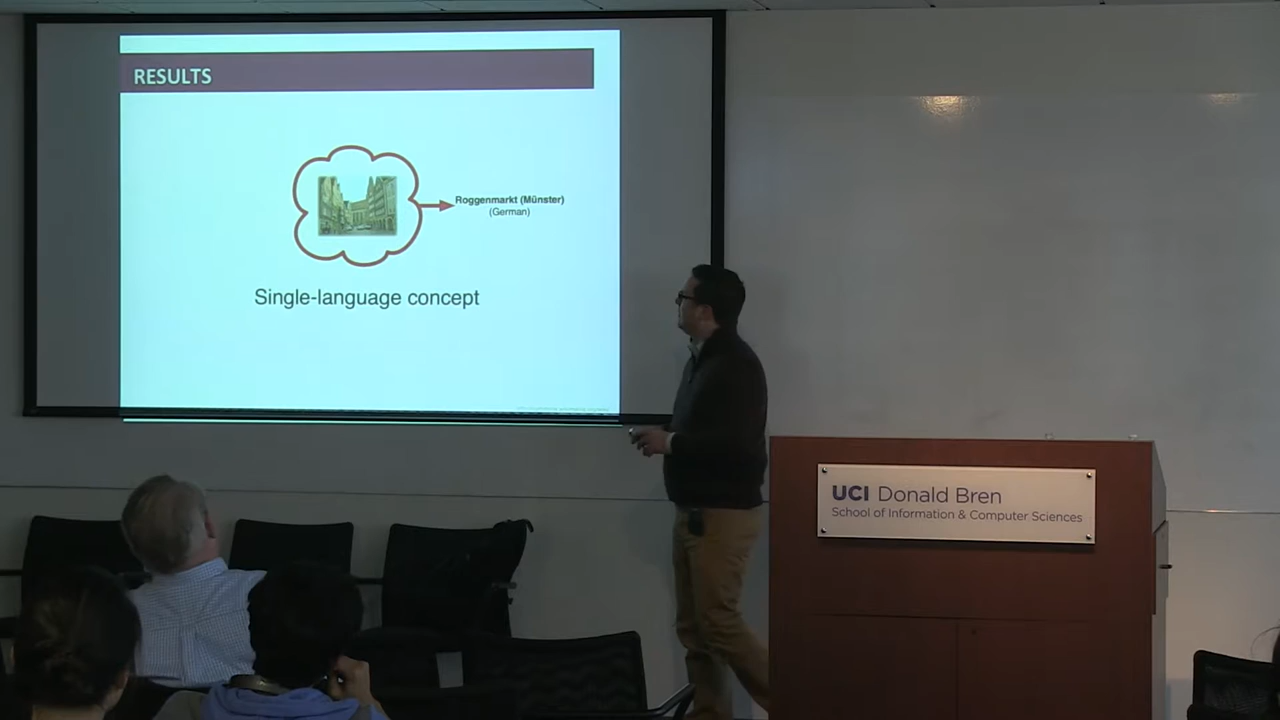 RESULTS
Roggenmarkt (Münster)
(German)
Single-language concept
UCI Donald Bren
School of Information & Computer Sciences